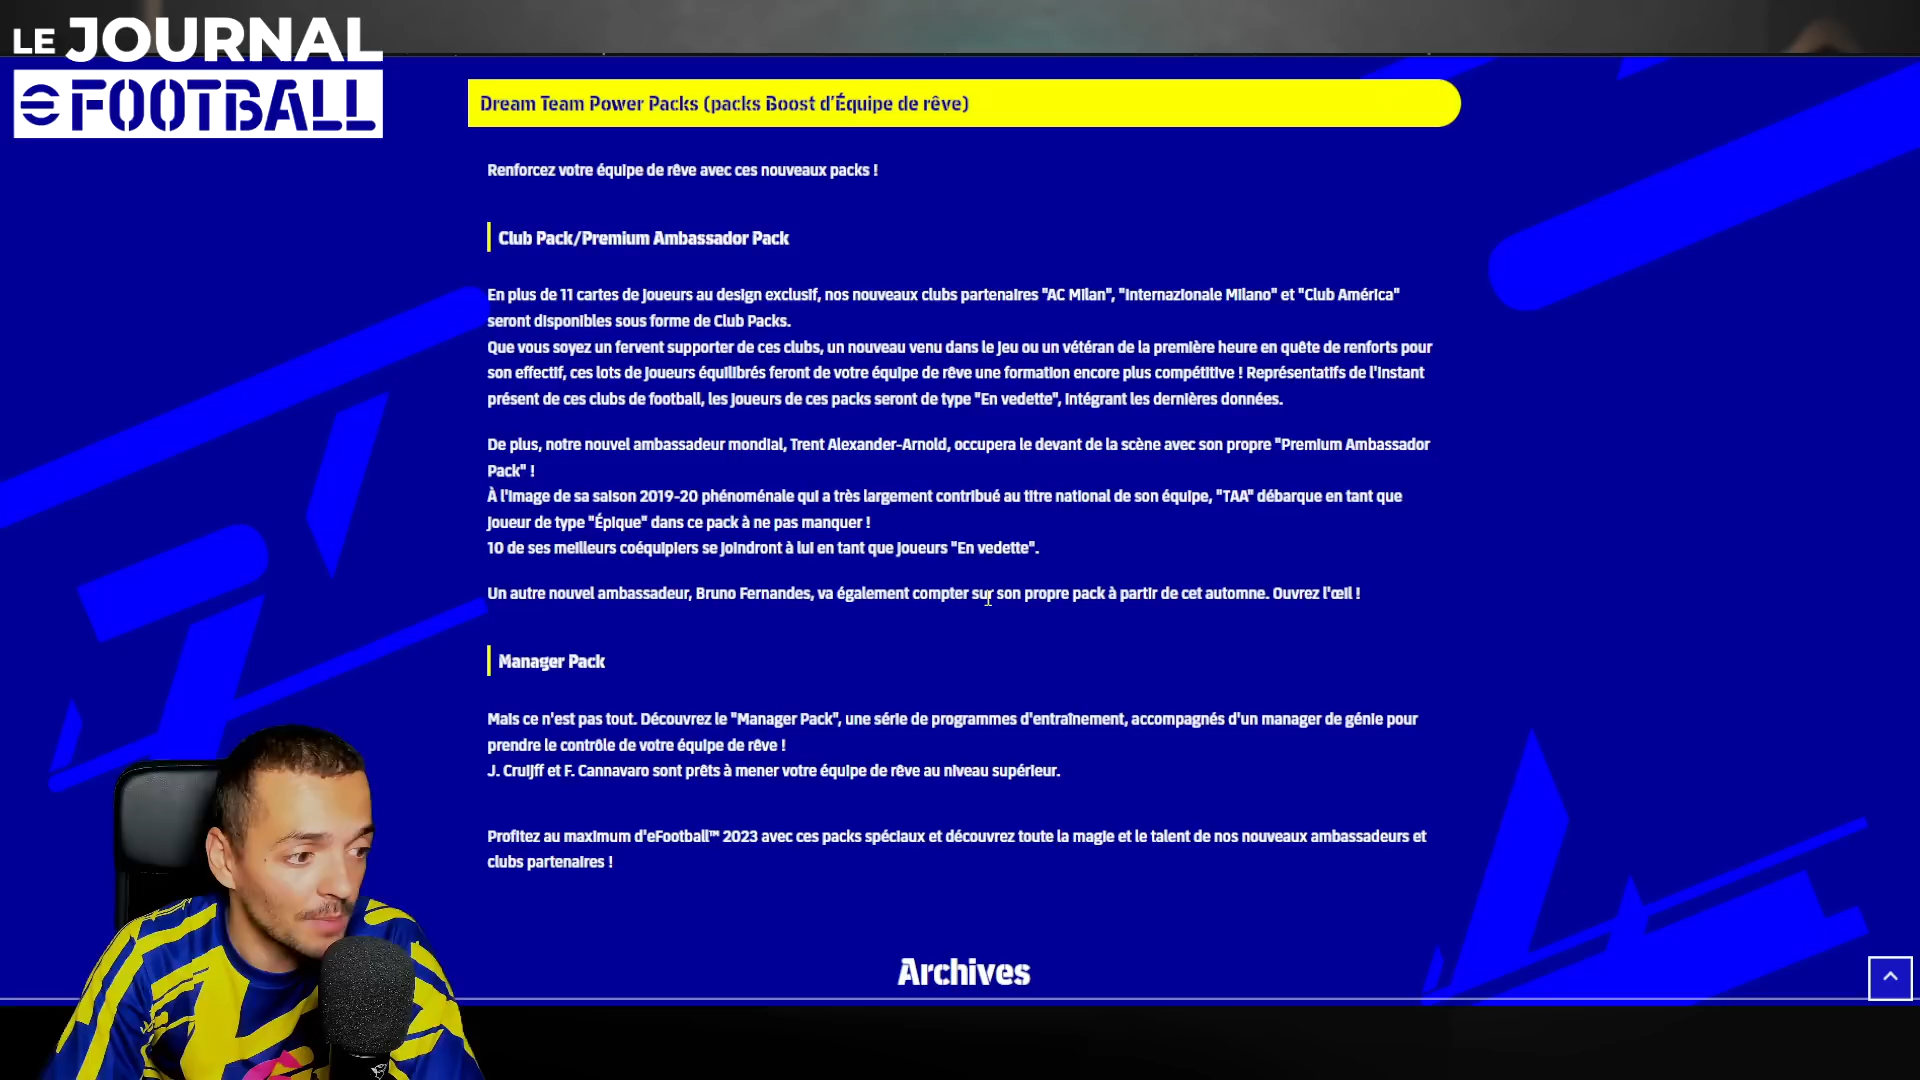 LE JOURNAL
eFOOTBALL
Dream Team Power Packs (packs Boost d'Équipe de rêve)
Renforcez votre équipe de rêve avec ces nouveaux packs !
Club Pack/Premium Ambassador Pack
En plus de 11 cartes de joueurs au design exclusif, nos nouveaux clubs partenaires "AC Milan", "Internazionale Milano" et "Club América"
seront disponibles sous forme de Club Packs.
Que vous soyez un fervent supporter de ces clubs, un nouveau venu dans le jeu ou un vétéran de la première heure en quête de renforts pour
son effectif, ces lots de joueurs équilibrés feront de votre équipe de rêve une formation encore plus compétitive ! Représentatifs de l'instant
présent de ces clubs de football, les joueurs de ces packs seront de type "En vedette", intégrant les dernières données.
De plus, notre nouvel ambassadeur mondial, Trent Alexander-Arnold, occupera le devant de la scène avec son propre "Premium Ambassador
Pack" !
À l'image de sa saison 2019-20 phénoménale qui a très largement contribué au titre national de son équipe, "TAA" débarque en tant que
joueur de type "Épique" dans ce pack à ne pas manquer !
10 de ses meilleurs coéquipiers se joindront à lui en tant que joueurs "En vedette".
Un autre nouvel ambassadeur, Bruno Fernandes, va également compter sur son propre pack à partir de cet automne. Ouvrez l'œil !
Manager Pack
Mais ce n'est pas tout. Découvrez le "Manager Pack", une série de programmes d'entraînement, accompagnés d'un manager de génie pour
prendre le contrôle de votre équipe de rêve !
J. Cruijff et F. Cannavaro sont prêts à mener votre équipe de rêve au niveau supérieur.
Profitez au maximum d'eFootball™ 2023 avec ces packs spéciaux et découvrez toute la magie et le talent de nos nouveaux ambassadeurs et
clubs partenaires !
Archives